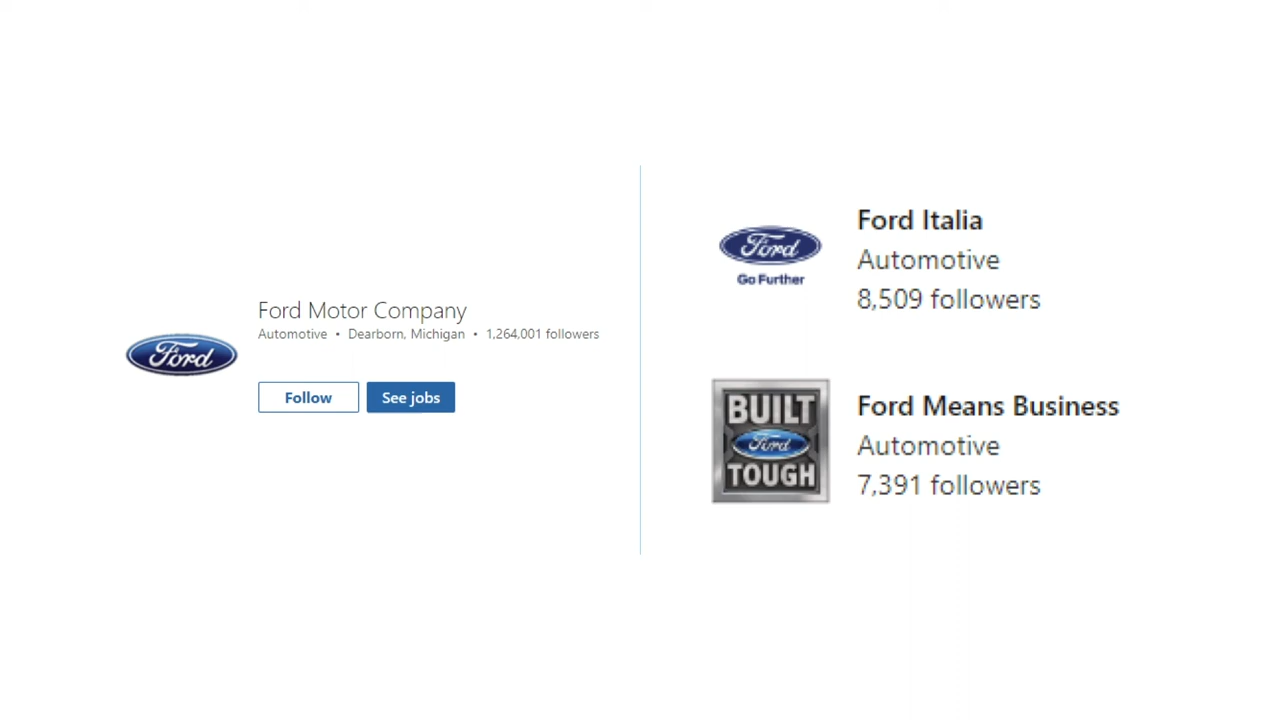 Ford
Ford Motor Company
Automotive • Dearborn, Michigan • 1,264,001 followers
Follow
See jobs
Ford
Go Further
Ford Italia
Automotive
8,509 followers
BUILT
Ford
TOUGH
Ford Means Business
Automotive
7,391 followers